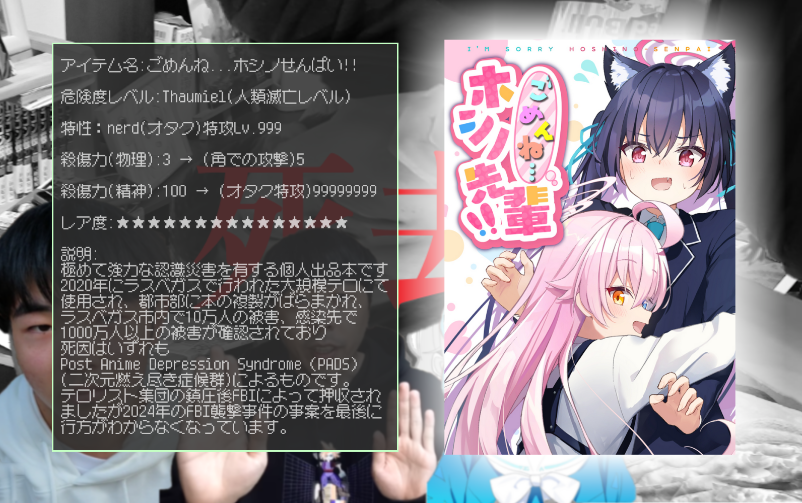 アイテム名:ごめんね...ホシノせんぱい!!
危険度レベル:Thaumiel(人類滅亡レベル)
特性：nerd(オタク)特攻Lv.999
殺傷力(物理):3 → (角での攻撃)5
殺傷力(精神):100 → (オタク特攻)99999999
レア度:★★★★★★★★★★★★★★★
説明:
極めて強力な認識災害を有する個人出品本です
2020年にラスベガスで行われた大規模テロにて
使用され、都市部に本の複製がばらまかれ、
ラスベガス市内で10万人の被害、感染先で
1000万人以上の被害が確認されており
死因はいずれも
Post Anime Depression Syndrome (PADS)
(二次元燃え尽き症候群)によるものです。
テロリスト集団の鎮圧後FBIによって押収され
ましたが2024年のFBI襲撃事件の事案を最後に
行方がわからなくなっています。
死去
I'M SORRY HOSHINO-SENPAI
ごめんね...
ホシノ先輩!!